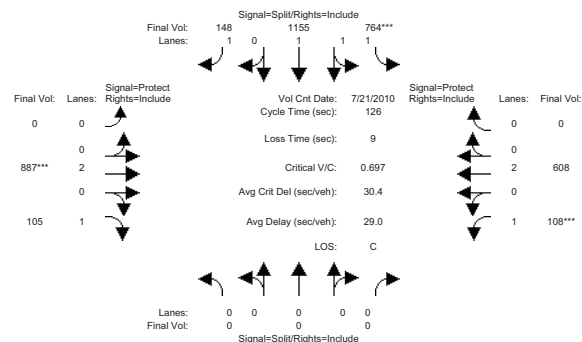 Signal=Split/Rights=Include
Final Vol: 148 1155 764***
Lanes: 1 0 1 1 1
Signal=Protect
Final Vol: Lanes: Rights=Include
Vol Cnt Date: 7/21/2010
Signal=Protect
Rights=Include Lanes: Final Vol:
Cycle Time (sec): 126
0 0
0 0
Loss Time (sec): 9
0
0
887*** 2
Critical V/C: 0.697
2 608
0
Avg Crit Del (sec/veh): 30.4
0
105 1
Avg Delay (sec/veh): 29.0
1 108***
LOS: C
Lanes: 0 0 0 0 0
Final Vol: 0 0 0
Signal=Split/Rights=Include